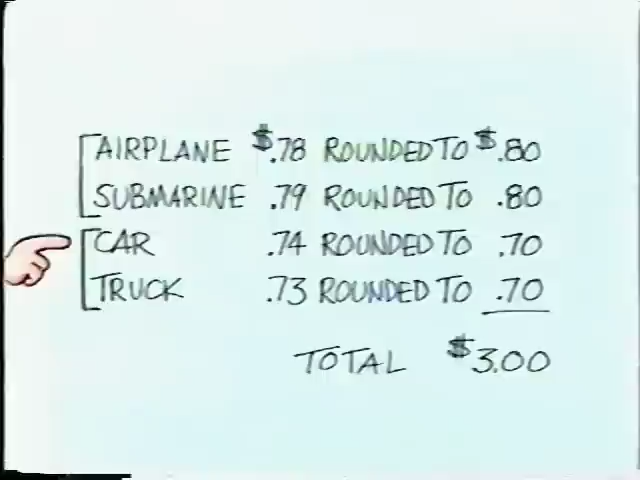 AIRPLANE $.78 ROUNDED TO $.80
SUBMARINE .79 ROUNDED TO .80
CAR .74 ROUNDED TO .70
TRUCK .73 ROUNDED TO .70
TOTAL $3.00